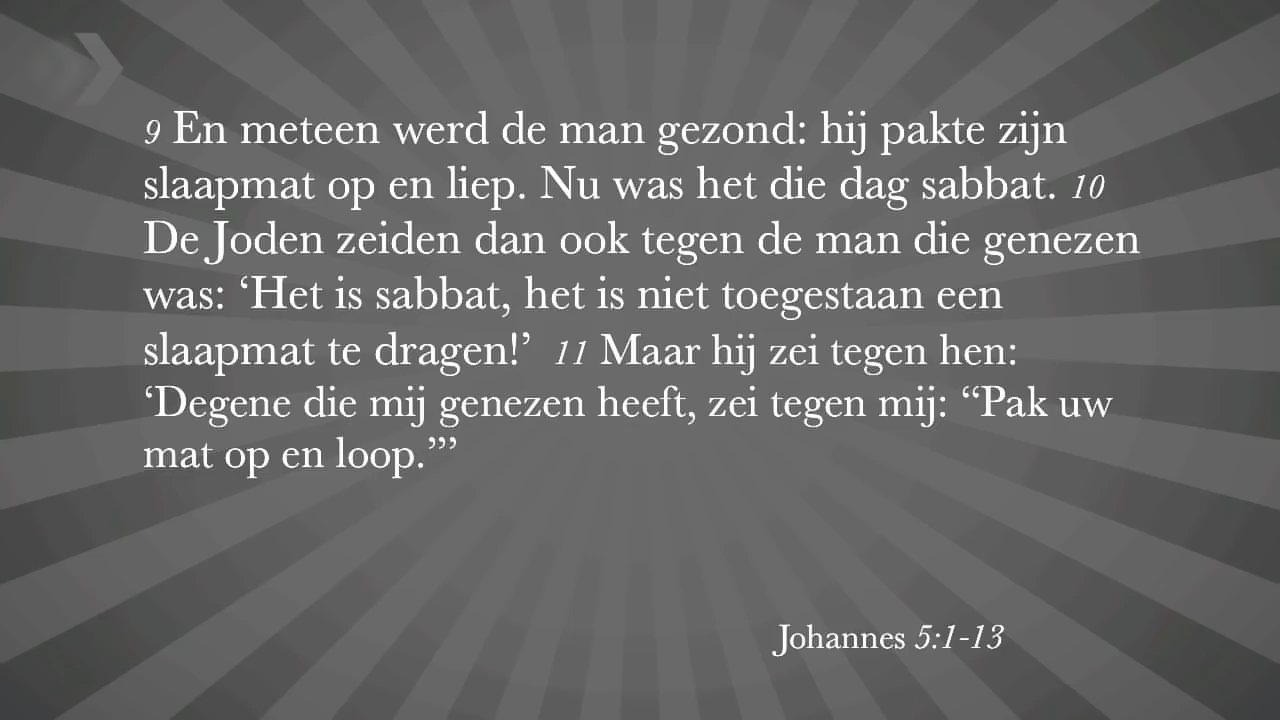 9 En meteen werd de man gezond: hij pakte zijn
slaapmat op en liep. Nu was het die dag sabbat. 10
De Joden zeiden dan ook tegen de man die genezen
was: ‘Het is sabbat, het is niet toegestaan een
slaapmat te dragen!’ 11 Maar hij zei tegen hen:
‘Degene die mij genezen heeft, zei tegen mij: “Pak uw
mat op en loop.”’
Johannes 5:1-13